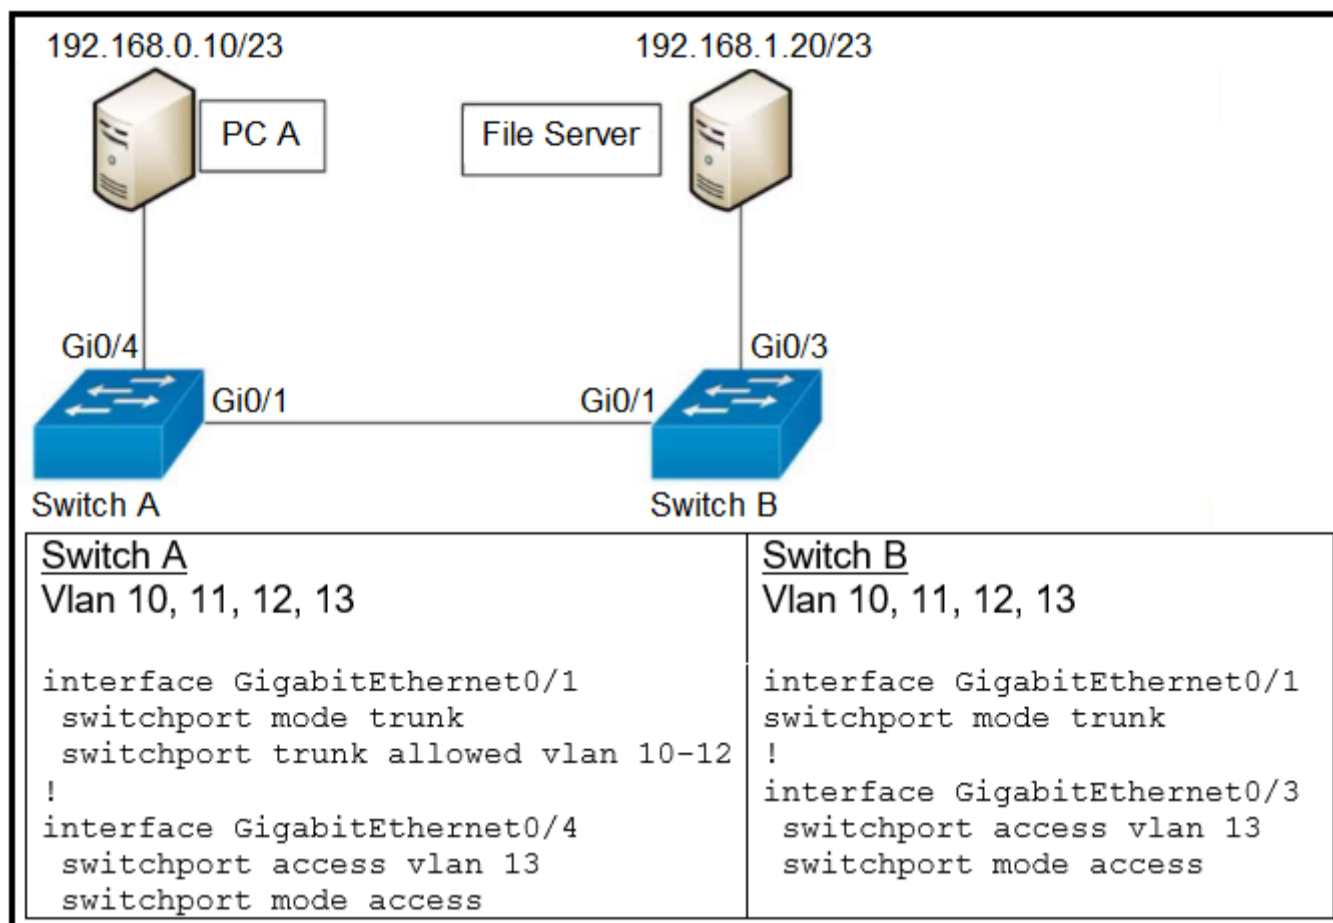 192.168.0.10/23
192.168.1.20/23
PC A
File Server
Gi0/4
Gi0/3
Gi0/1
Gi0/1
Switch A
Switch B
Switch A
Vlan 10, 11, 12, 13
interface GigabitEthernet0/1
switchport mode trunk
switchport trunk allowed vlan 10-12
!
interface GigabitEthernet0/4
switchport access vlan 13
switchport mode access
Switch B
Vlan 10, 11, 12, 13
interface GigabitEthernet0/1
switchport mode trunk
!
interface GigabitEthernet0/3
switchport access vlan 13
switchport mode access